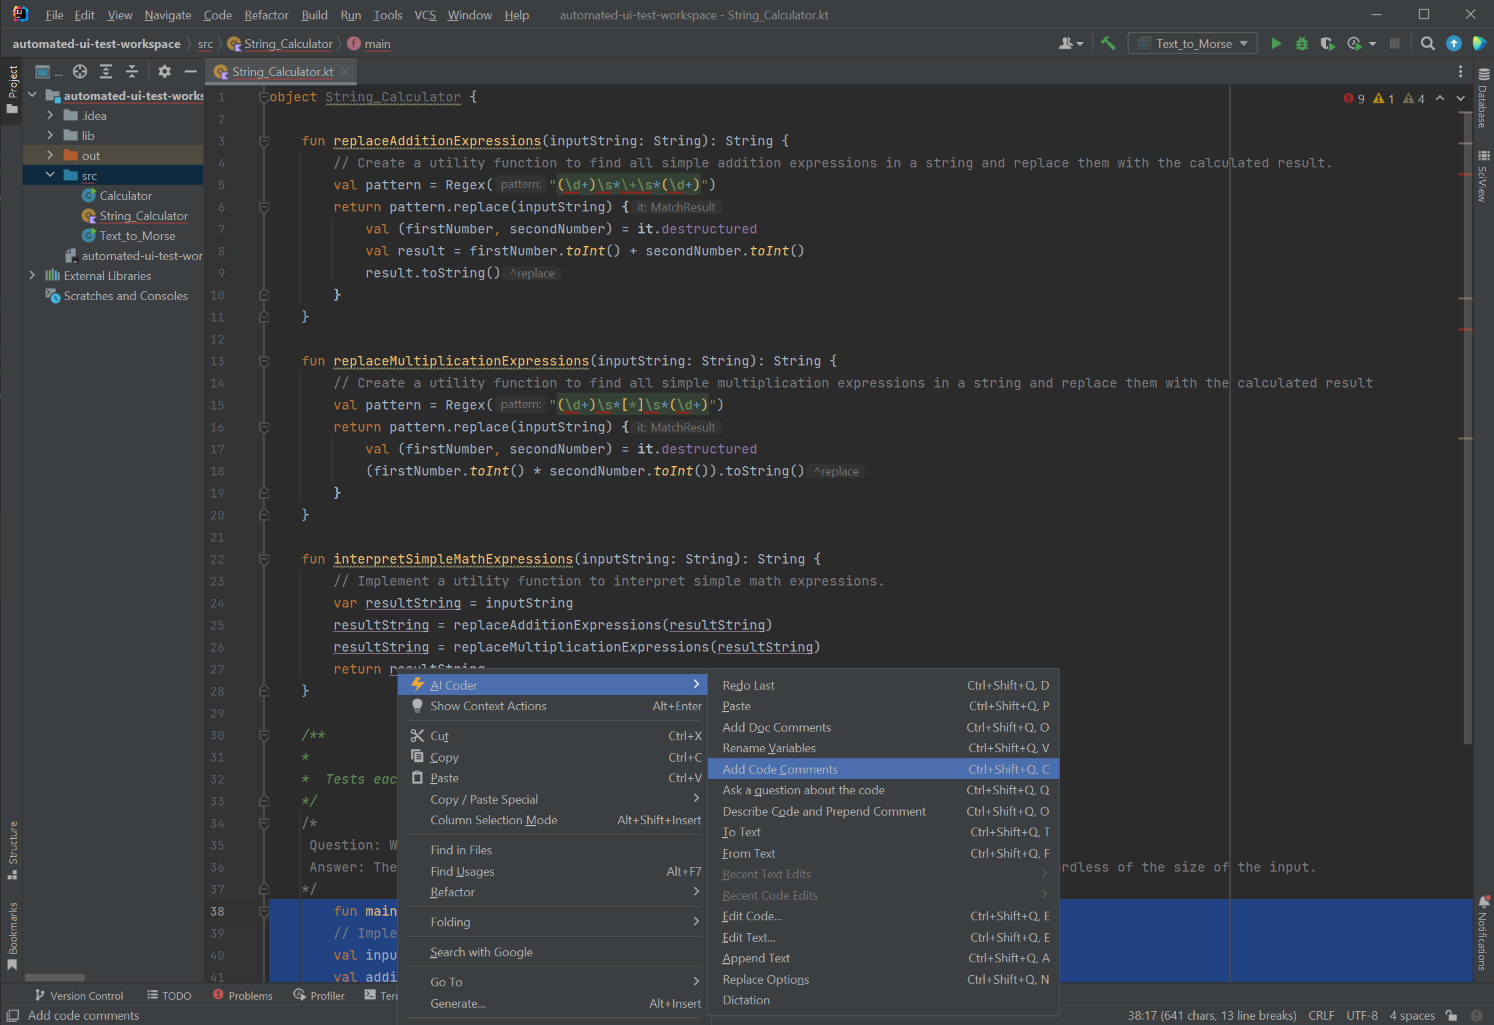 File Edit View Navigate Code Refactor Build Run Tools VCS Window Help automated-ui-test-workspace - String_Calculator.kt
automated-ui-test-workspace src String_Calculator main Text_to_Morse
Project
...
String_Calculator.kt
automated-ui-test-works
.idea
lib
out
src
Calculator
String_Calculator
Text_to_Morse
automated-ui-test-wor
External Libraries
Scratches and Consoles
Structure
Bookmarks
9 1 4
1 object String_Calculator {
2
3 fun replaceAdditionExpressions(inputString: String): String {
4 // Create a utility function to find all simple addition expressions in a string and replace them with the calculated result.
5 val pattern = Regex( pattern: "(\d+)\s*\+\s*(\d+)")
6 return pattern.replace(inputString) { it: MatchResult
7 val (firstNumber, secondNumber) = it.destructured
8 val result = firstNumber.toInt() + secondNumber.toInt()
9 result.toString() ^replace
10 }
11 }
12
13 fun replaceMultiplicationExpressions(inputString: String): String {
14 // Create a utility function to find all simple multiplication expressions in a string and replace them with the calculated result
15 val pattern = Regex( pattern: "(\d+)\s*[*]\s*(\d+)")
16 return pattern.replace(inputString) { it: MatchResult
17 val (firstNumber, secondNumber) = it.destructured
18 (firstNumber.toInt() * secondNumber.toInt()).toString() ^replace
19 }
20 }
21
22 fun interpretSimpleMathExpressions(inputString: String): String {
23 // Implement a utility function to interpret simple math expressions.
24 var resultString = inputString
25 resultString = replaceAdditionExpressions(resultString)
26 resultString = replaceMultiplicationExpressions(resultString)
27 return resultString
28 }
29
30 /**
31 *
32 * Tests eac
33 */
34 /*
35 Question: W
36 Answer: The rdless of the size of the input.
37 */
38 fun main
39 // Imple
40 val inpu
41 val addi
AI Coder
Show Context Actions Alt+Enter
Cut Ctrl+X
Copy Ctrl+C
Paste Ctrl+V
Copy / Paste Special
Column Selection Mode Alt+Shift+Insert
Find in Files
Find Usages Alt+F7
Refactor
Folding
Search with Google
Go To
Generate... Alt+Insert
Redo Last Ctrl+Shift+Q, D
Paste Ctrl+Shift+Q, P
Add Doc Comments Ctrl+Shift+Q, O
Rename Variables Ctrl+Shift+Q, V
Add Code Comments Ctrl+Shift+Q, C
Ask a question about the code Ctrl+Shift+Q, Q
Describe Code and Prepend Comment Ctrl+Shift+Q, O
To Text Ctrl+Shift+Q, T
From Text Ctrl+Shift+Q, F
Recent Text Edits
Recent Code Edits
Edit Code... Ctrl+Shift+Q, E
Edit Text... Ctrl+Shift+Q, E
Append Text Ctrl+Shift+Q, A
Replace Options Ctrl+Shift+Q, N
Dictation
Database
SciView
Notifications
Version Control TODO Problems Profiler Ter
Add code comments 38:17 (641 chars, 13 line breaks) CRLF UTF-8 4 spaces